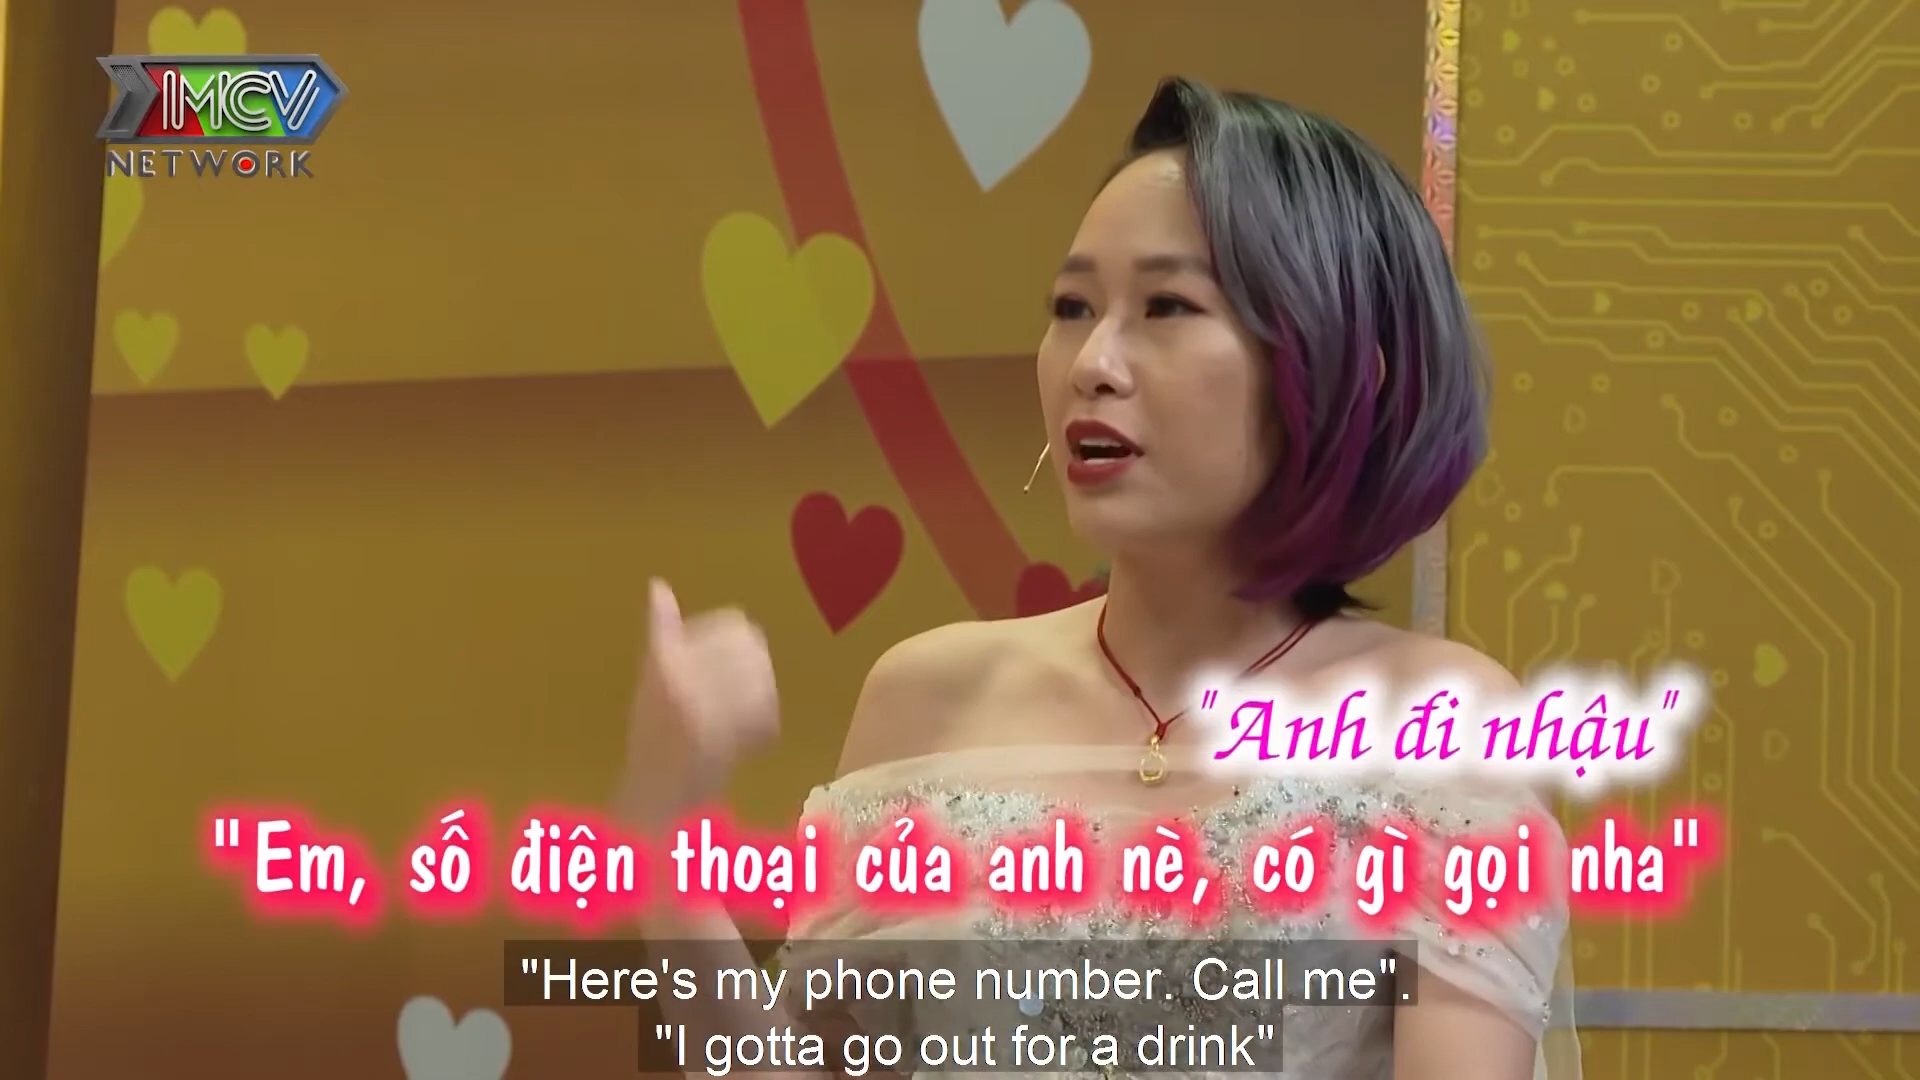 MCV
NETWORK
"Anh đi nhậu"
"Em, số điện thoại của anh nè, có gì gọi nha"
"Here's my phone number. Call me".
"I gotta go out for a drink"